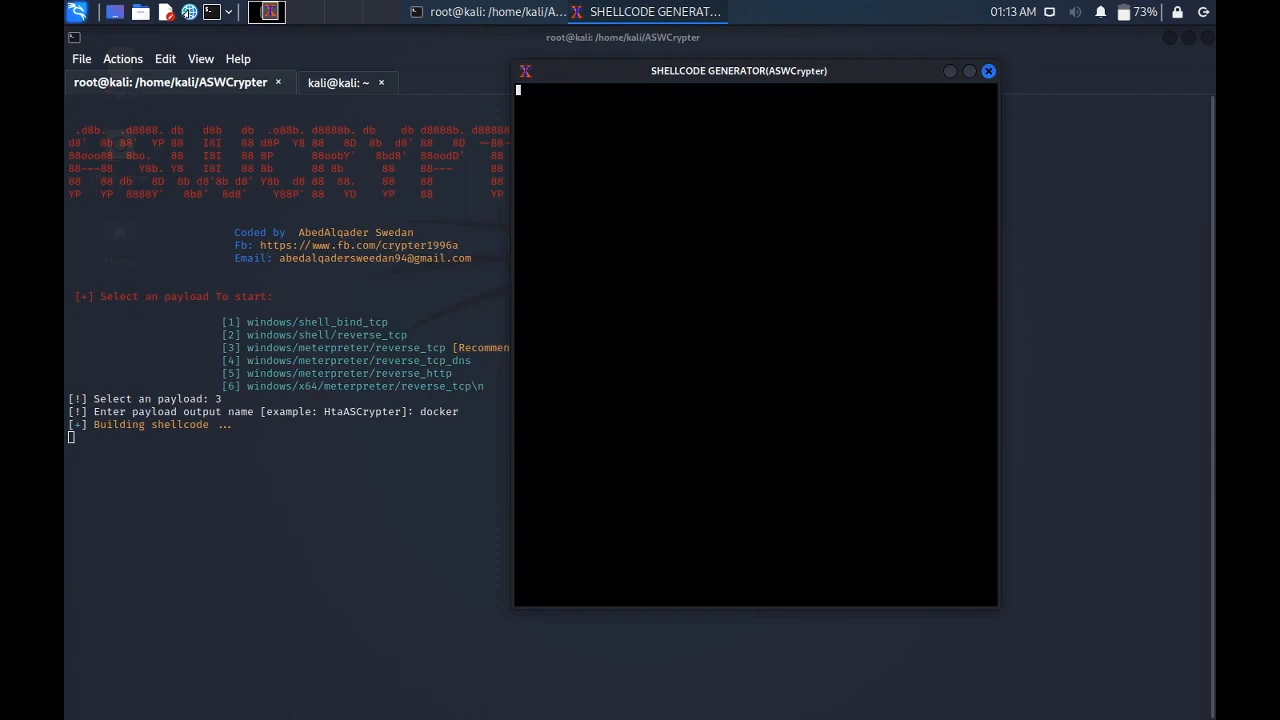 root@kali: /home/kali/A...
SHELLCODE GENERAT...
01:13 AM
73%
root@kali: /home/kali/ASWCrypter
File Actions Edit View Help
root@kali: /home/kali/ASWCrypter ×
kali@kali: ~ ×
SHELLCODE GENERATOR(ASWCrypter)
Coded by AbedAlqader Swedan
Fb: https://www.fb.com/crypter1996a
Email: abedalqadersweedan94@gmail.com
[+] Select an payload To start:
[1] windows/shell_bind_tcp
[2] windows/shell/reverse_tcp
[3] windows/meterpreter/reverse_tcp [Recommen
[4] windows/meterpreter/reverse_tcp_dns
[5] windows/meterpreter/reverse_http
[6] windows/x64/meterpreter/reverse_tcp\n
[!] Select an payload: 3
[!] Enter payload output name [example: HtaASCrypter]: docker
[+] Building shellcode ...